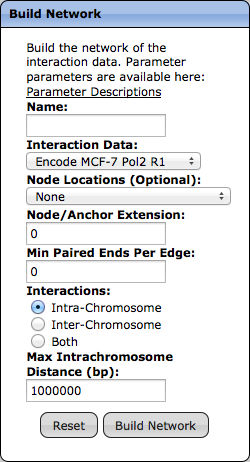 Build Network
Build the network of the
interaction data. Parameter
parameters are available here:
Parameter Descriptions
Name:
Interaction Data:
Encode MCF-7 Pol2 R1
Node Locations (Optional):
None
Node/Anchor Extension:
0
Min Paired Ends Per Edge:
0
Interactions:
Intra-Chromosome
Inter-Chromosome
Both
Max Intrachromosome
Distance (bp):
1000000
Reset Build Network